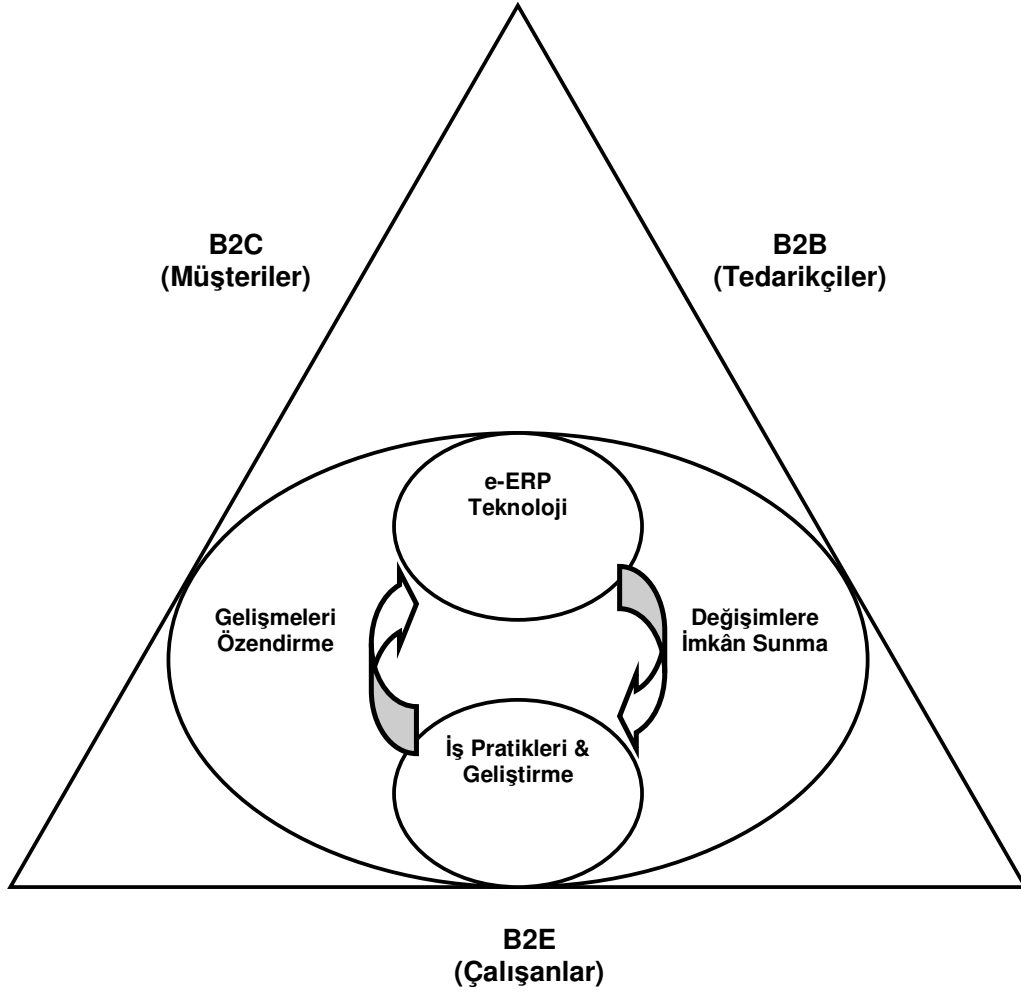 B2C
(Müşteriler)
B2B
(Tedarikçiler)
e-ERP
Teknoloji
Gelişmeleri
Özendirme
Değişimlere
İmkân Sunma
İş Pratikleri &
Geliştirme
B2E
(Çalışanlar)